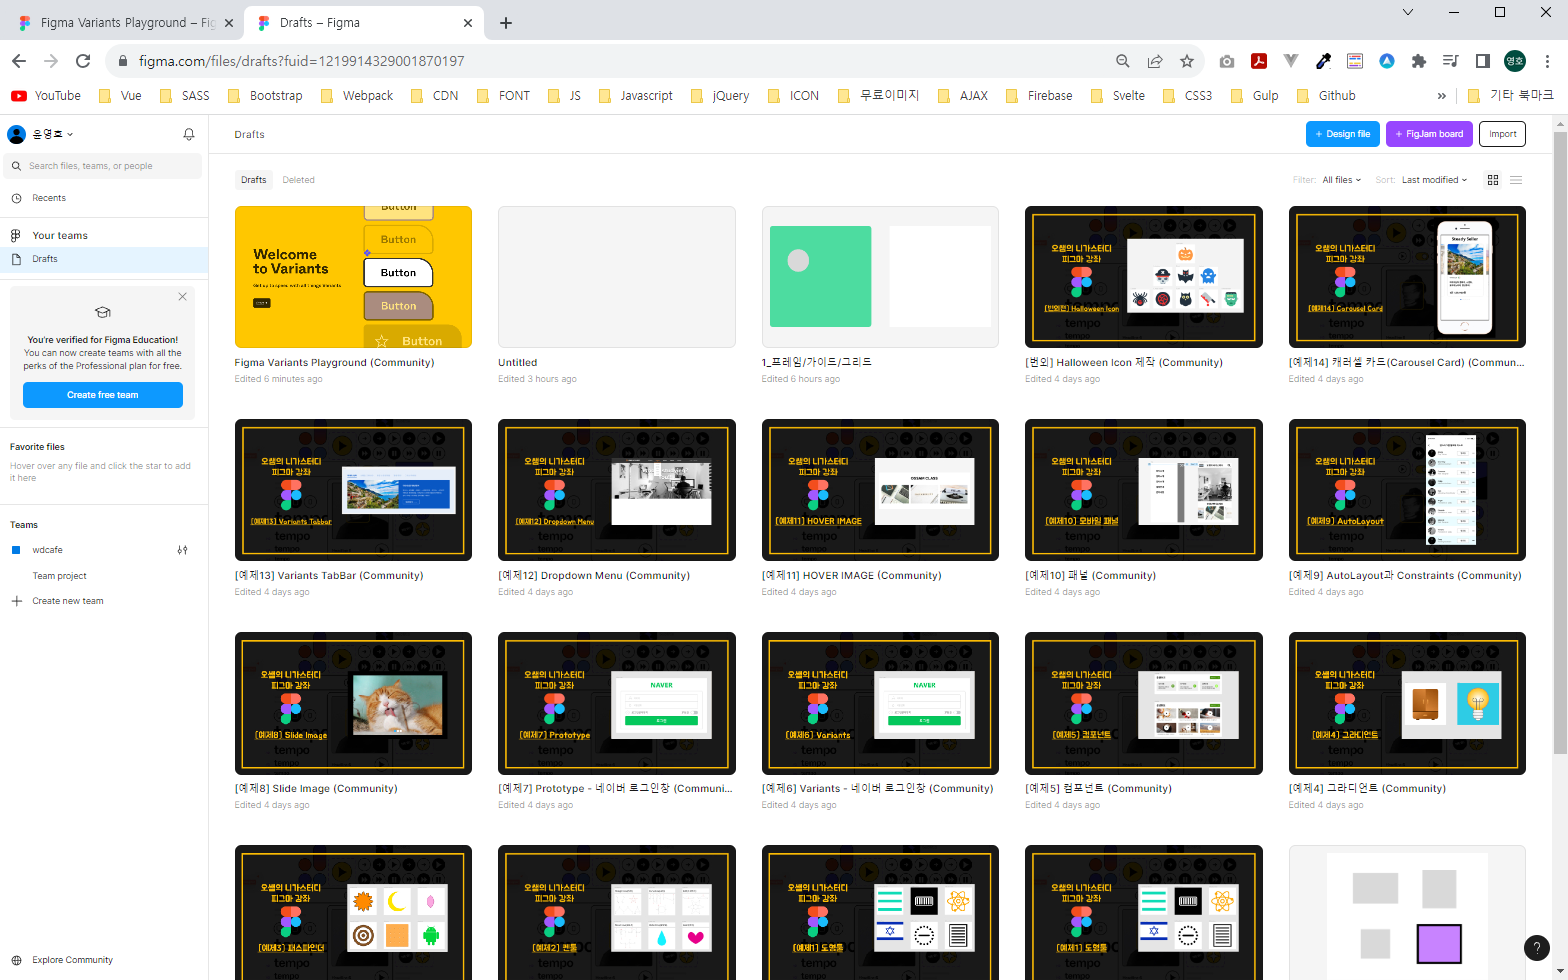 Figma Variants Playground – Fig
Drafts – Figma
figma.com/files/drafts?fuid=1219914329001870197
영호
YouTube
Vue
SASS
Bootstrap
Webpack
CDN
FONT
JS
Javascript
jQuery
ICON
무료이미지
AJAX
Firebase
Svelte
CSS3
Gulp
Github
»
기타 북마크
윤영호
Search files, teams, or people
Recents
Your teams
Drafts
You're verified for Figma Education!
You can now create teams with all the
perks of the Professional plan for free.
Create free team
Favorite files
Hover over any file and click the star to add
it here
Teams
wdcafe
Team project
Create new team
Explore Community
Drafts
+ Design file
+ FigJam board
Import
Drafts
Deleted
Filter: All files
Sort: Last modified
Welcome
to Variants
Button
Button
Button
Button
Button
Figma Variants Playground (Community)
Edited 6 minutes ago
Untitled
Edited 3 hours ago
1_프레임/가이드/그리드
Edited 6 hours ago
오쌤의 니가스터디
피그마 강좌
[번외편] Halloween Icon
[번외] Halloween Icon 제작 (Community)
Edited 4 days ago
오쌤의 니가스터디
피그마 강좌
[예제14] Carousel Card
Steady Seller
[예제14] 캐러셀 카드(Carousel Card) (Commun...
Edited 4 days ago
오쌤의 니가스터디
피그마 강좌
[예제13] Variants Tabbar
tempo
[예제13] Variants TabBar (Community)
Edited 4 days ago
오쌤의 니가스터디
피그마 강좌
[예제12] Dropdown Menu
tempo
[예제12] Dropdown Menu (Community)
Edited 4 days ago
오쌤의 니가스터디
피그마 강좌
[예제11] HOVER IMAGE
OSEAM CLASS
tempo
[예제11] HOVER IMAGE (Community)
Edited 4 days ago
오쌤의 니가스터디
피그마 강좌
[예제10] 모바일 패널
tempo
[예제10] 패널 (Community)
Edited 4 days ago
오쌤의 니가스터디
피그마 강좌
[예제9] AutoLayout
tempo
[예제9] AutoLayout과 Constraints (Community)
Edited 4 days ago
오쌤의 니가스터디
피그마 강좌
[예제8] Slide Image
tempo
[예제8] Slide Image (Community)
Edited 4 days ago
오쌤의 니가스터디
피그마 강좌
[예제7] Prototype
NAVER
로그인
tempo
[예제7] Prototype - 네이버 로그인창 (Communi...
Edited 4 days ago
오쌤의 니가스터디
피그마 강좌
[예제6] Variants
NAVER
로그인
tempo
[예제6] Variants - 네이버 로그인창 (Community)
Edited 4 days ago
오쌤의 니가스터디
피그마 강좌
[예제5] 컴포넌트
tempo
[예제5] 컴포넌트 (Community)
Edited 4 days ago
오쌤의 니가스터디
피그마 강좌
[예제4] 그라디언트
tempo
[예제4] 그라디언트 (Community)
Edited 4 days ago
오쌤의 니가스터디
피그마 강좌
[예제3] 패스파인더
tempo
오쌤의 니가스터디
피그마 강좌
[예제2] 펜툴
tempo
오쌤의 니가스터디
피그마 강좌
[예제1] 도형툴
tempo
오쌤의 니가스터디
피그마 강좌
[예제1] 도형툴
tempo
?